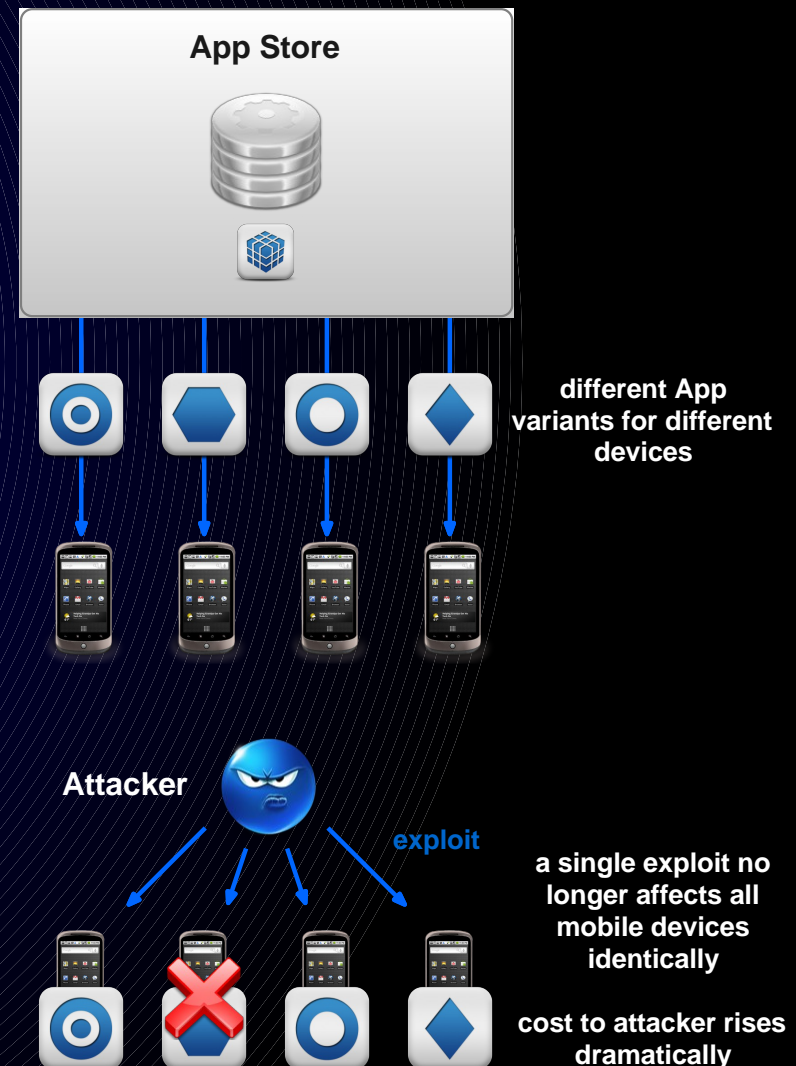 App Store
different App
variants for different
devices
Attacker
exploit
a single exploit no
longer affects all
mobile devices
identically
cost to attacker rises
dramatically